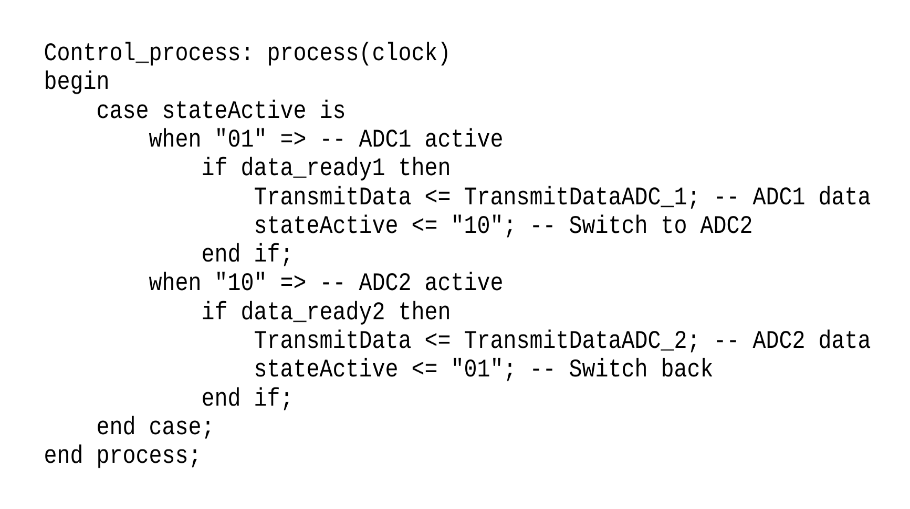 Control_process: process(clock)
begin
    case stateActive is
        when "01" => -- ADC1 active
            if data_ready1 then
                TransmitData <= TransmitDataADC_1; -- ADC1 data
                stateActive <= "10"; -- Switch to ADC2
            end if;
        when "10" => -- ADC2 active
            if data_ready2 then
                TransmitData <= TransmitDataADC_2; -- ADC2 data
                stateActive <= "01"; -- Switch back
            end if;
    end case;
end process;